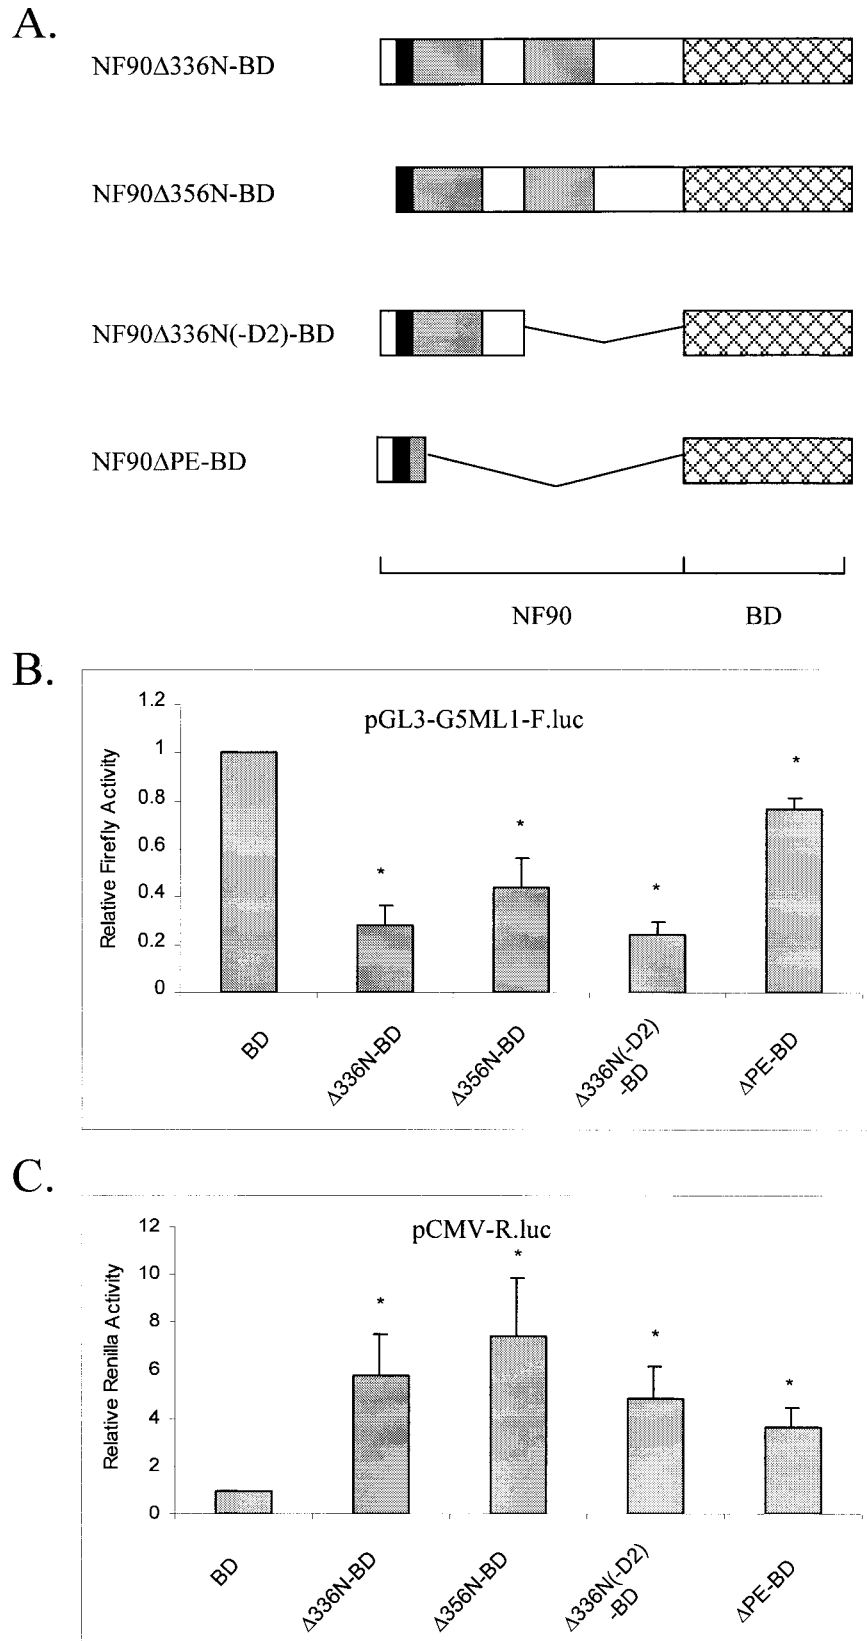 A.
NF90Δ336N-BD
NF90Δ356N-BD
NF90Δ336N(-D2)-BD
NF90ΔPE-BD
NF90 BD
B.
pGL3-G5ML1-F.luc
Relative Firefly Activity
1.2
1
0.8
0.6
0.4
0.2
0
*
*
*
*
BD
Δ336N-BD
Δ356N-BD
Δ336N(-D2)
-BD
ΔPE-BD
C.
pCMV-R.luc
Relative Renilla Activity
12
10
8
6
4
2
0
*
*
*
*
BD
Δ336N-BD
Δ356N-BD
Δ336N(-D2)
-BD
ΔPE-BD